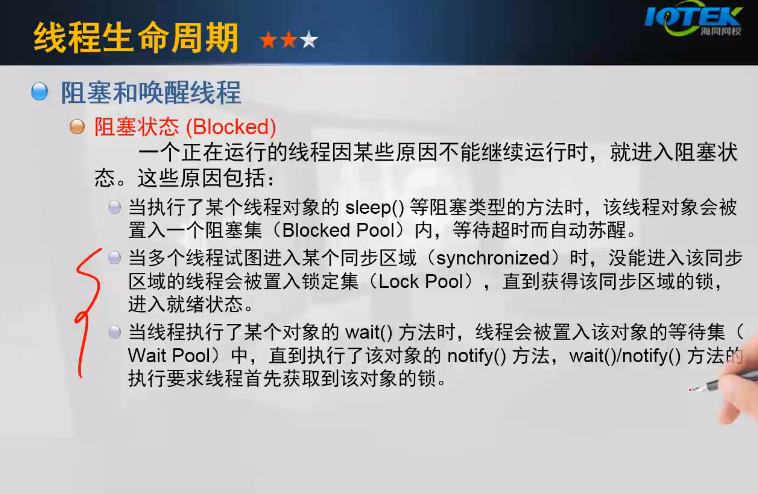 线程生命周期
IOTEK
海同网校
阻塞和唤醒线程
阻塞状态 (Blocked)
一个正在运行的线程因某些原因不能继续运行时，就进入阻塞状
态。这些原因包括：
当执行了某个线程对象的 sleep() 等阻塞类型的方法时，该线程对象会被
置入一个阻塞集（Blocked Pool）内，等待超时而自动苏醒。
当多个线程试图进入某个同步区域（synchronized）时，没能进入该同步
区域的线程会被置入锁定集（Lock Pool），直到获得该同步区域的锁，
进入就绪状态。
当线程执行了某个对象的 wait() 方法时，线程会被置入该对象的等待集（
Wait Pool）中，直到执行了该对象的 notify() 方法，wait()/notify() 方法的
执行要求线程首先获取到该对象的锁。